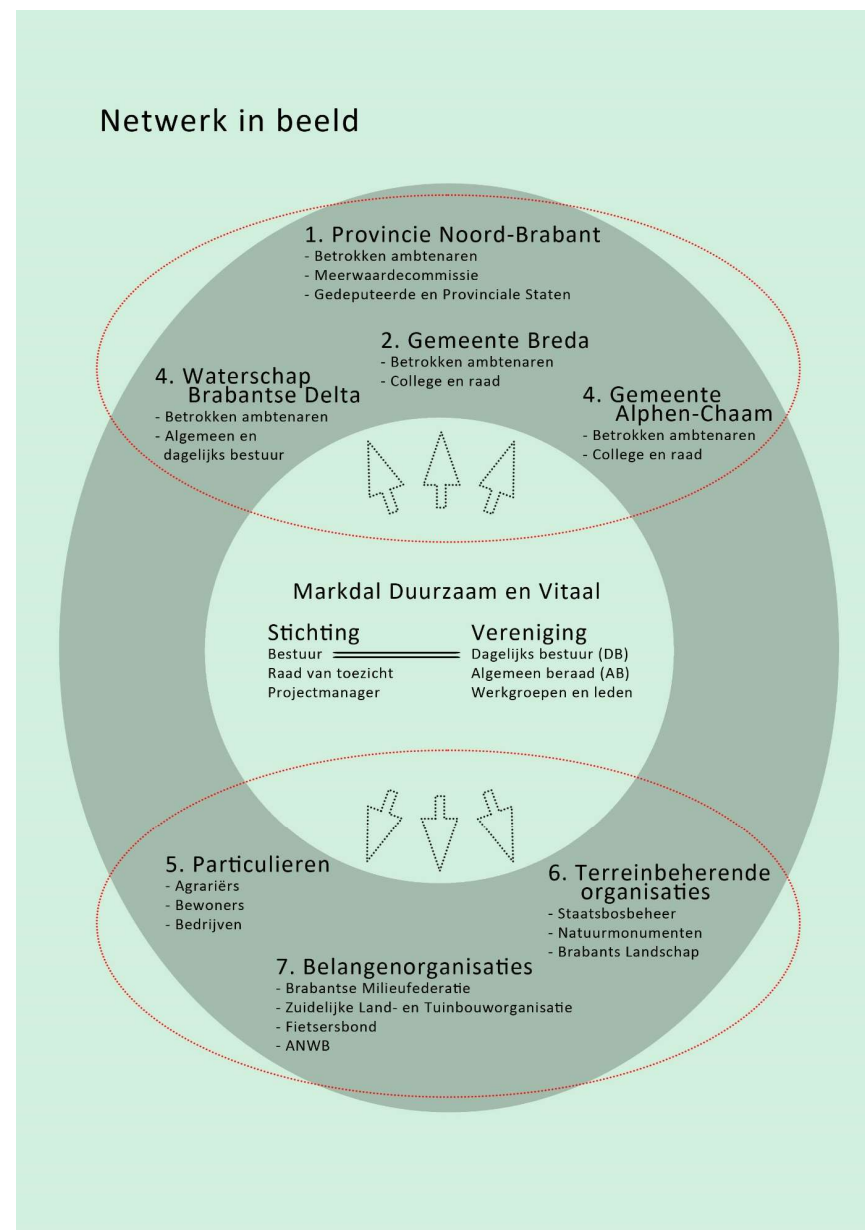 Netwerk in beeld
1. Provincie Noord-Brabant
- Betrokken ambtenaren
- Meerwaardecommissie
- Gedeputeerde en Provinciale Staten
2. Gemeente Breda
- Betrokken ambtenaren
- College en raad
4. Waterschap
Brabantse Delta
- Betrokken ambtenaren
- Algemeen en
dagelijks bestuur
4. Gemeente
Alphen-Chaam
- Betrokken ambtenaren
- College en raad
Markdal Duurzaam en Vitaal
Stichting
Bestuur
Raad van toezicht
Projectmanager
Vereniging
Dagelijks bestuur (DB)
Algemeen beraad (AB)
Werkgroepen en leden
5. Particulieren
- Agrariërs
- Bewoners
- Bedrijven
6. Terreinbeherende
organisaties
- Staatsbosbeheer
- Natuurmonumenten
- Brabants Landschap
7. Belangenorganisaties
- Brabantse Milieufederatie
- Zuidelijke Land- en Tuinbouworganisatie
- Fietsersbond
- ANWB